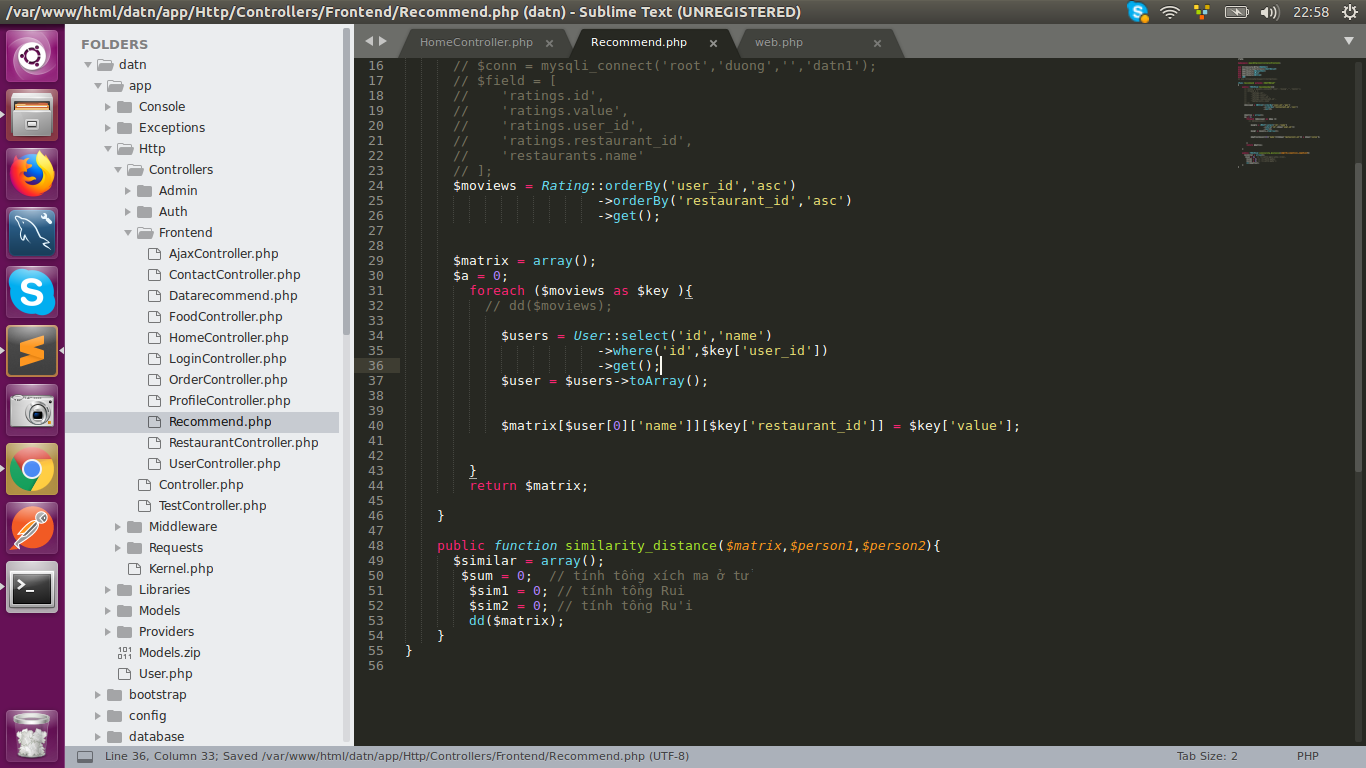 /var/www/html/datn/app/Http/Controllers/Frontend/Recommend.php (datn) - Sublime Text (UNREGISTERED)
22:58
FOLDERS
datn
app
Console
Exceptions
Http
Controllers
Admin
Auth
Frontend
AjaxController.php
ContactController.php
Datarecommend.php
FoodController.php
HomeController.php
LoginController.php
OrderController.php
ProfileController.php
Recommend.php
RestaurantController.php
UserController.php
Controller.php
TestController.php
Middleware
Requests
Kernel.php
Libraries
Models
Providers
Models.zip
User.php
bootstrap
config
database
HomeController.php ×
Recommend.php ×
web.php ×
16 // $conn = mysqli_connect('root','duong','','datn1');
17 // $field = [
18 //    'ratings.id',
19 //    'ratings.value',
20 //    'ratings.user_id',
21 //    'ratings.restaurant_id',
22 //    'restaurants.name'
23 // ];
24 $moviews = Rating::orderBy('user_id','asc')
25 ->orderBy('restaurant_id','asc')
26 ->get();
27
28
29 $matrix = array();
30 $a = 0;
31 foreach ($moviews as $key ){
32 // dd($moviews);
33
34 $users = User::select('id','name')
35 ->where('id',$key['user_id'])
36 ->get();
37 $user = $users->toArray();
38
39
40 $matrix[$user[0]['name']][$key['restaurant_id']] = $key['value'];
41
42
43 }
44 return $matrix;
45
46 }
47
48 public function similarity_distance($matrix,$person1,$person2){
49 $similar = array();
50 $sum = 0;  // tính tổng xích ma ở tử
51 $sim1 = 0; // tính tổng Rui
52 $sim2 = 0; // tính tổng Ru'i
53 dd($matrix);
54 }
55 }
56
Line 36, Column 33; Saved /var/www/html/datn/app/Http/Controllers/Frontend/Recommend.php (UTF-8)
Tab Size: 2
PHP